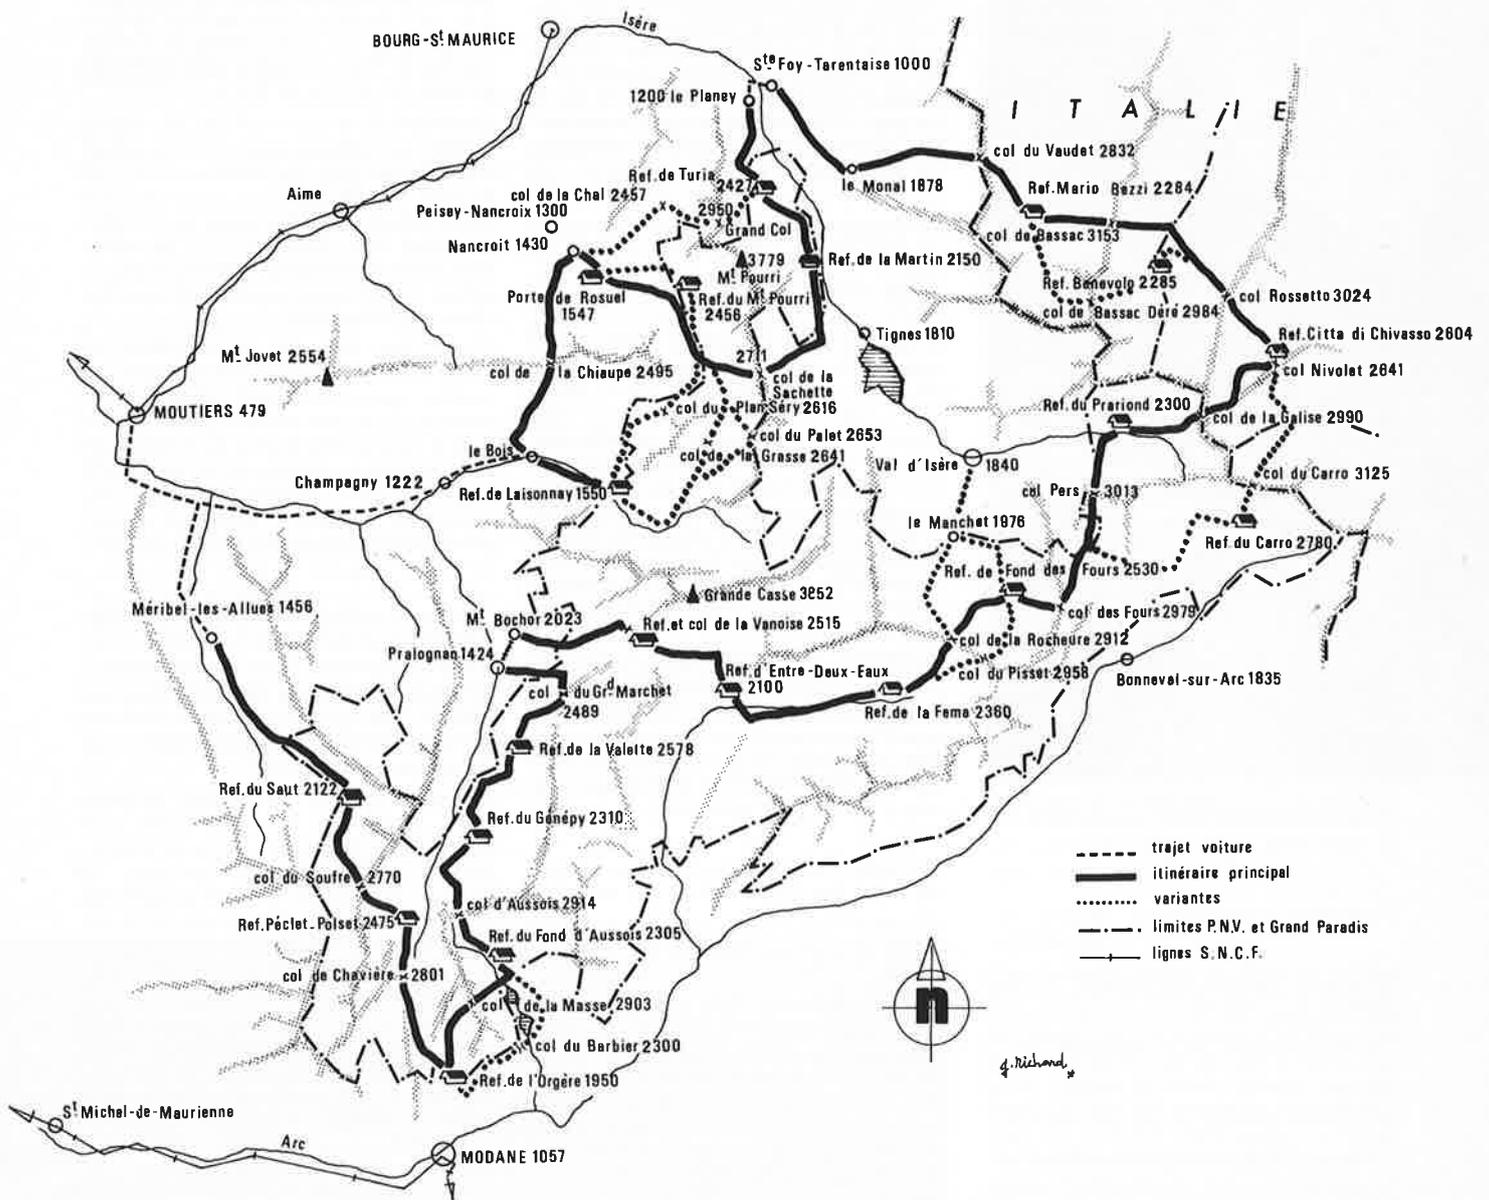 Isère
BOURG-St MAURICE
Ste Foy-Tarentaise 1000
1200 le Planey
ITALIE
col du Vaudet 2832
Aime
Ref. de Turia
2427
le Monal 1878
Ref. Mario Bezzi 2284
col de la Chal 2457
Peisey-Nancroix 1300
2950
Grand Col
col de Bassac 3153
Nancroit 1430
3779
Mt Pourri
Ref. de la Martin 2150
Ref. Benevolo 2285
Porte de Rosuel
1547
Ref. du Mt Pourri
2456
col de Bassac Déré 2984
col Rossetto 3024
Tignes 1810
Ref. Citta di Chivasso 2604
Mt Jovet 2554
col de la Chiaupe 2495
2711
col de la
Sachette
col Nivolet 2641
MOUTIERS 479
col du Plan Séry 2616
Ref. du Prariond 2300
col de la Galise 2990
col du Palet 2653
le Bois
col de la Grasse 2641
Val d'Isère
1840
Champagny 1222
Ref. de Laisonnay 1550
col du Carro 3125
col Pers 3013
le Manchet 1976
Ref. du Carro 2780
Ref. de Fond des Fours 2530
Grande Casse 3852
Méribel-les-Allues 1456
Mt Bochor 2023
Ref. et col de la Vanoise 2515
col des Fours 2979
Pralognan 1424
col de la Rocheure 2912
Ref. d'Entre-Deux-Eaux
2100
col du Pisset 2958
Bonneval-sur-Arc 1835
col du Grd Marchet
2489
Ref. de la Fema 2360
Ref. de la Valette 2578
Ref. du Saut 2122
Ref. du Génépy 2310
trajet voiture
itinéraire principal
variantes
limites P.N.V. et Grand Paradis
lignes S.N.C.F.
col du Soufre 2770
col d'Aussois 2914
Ref. Péclet-Polset 2475
Ref. du Fond d'Aussois 2305
col de Chavière 2801
n
col de la Masse 2903
col du Barbier 2300
g. Richard
Ref. de l'Orgère 1950
St Michel-de-Maurienne
Arc
MODANE 1057